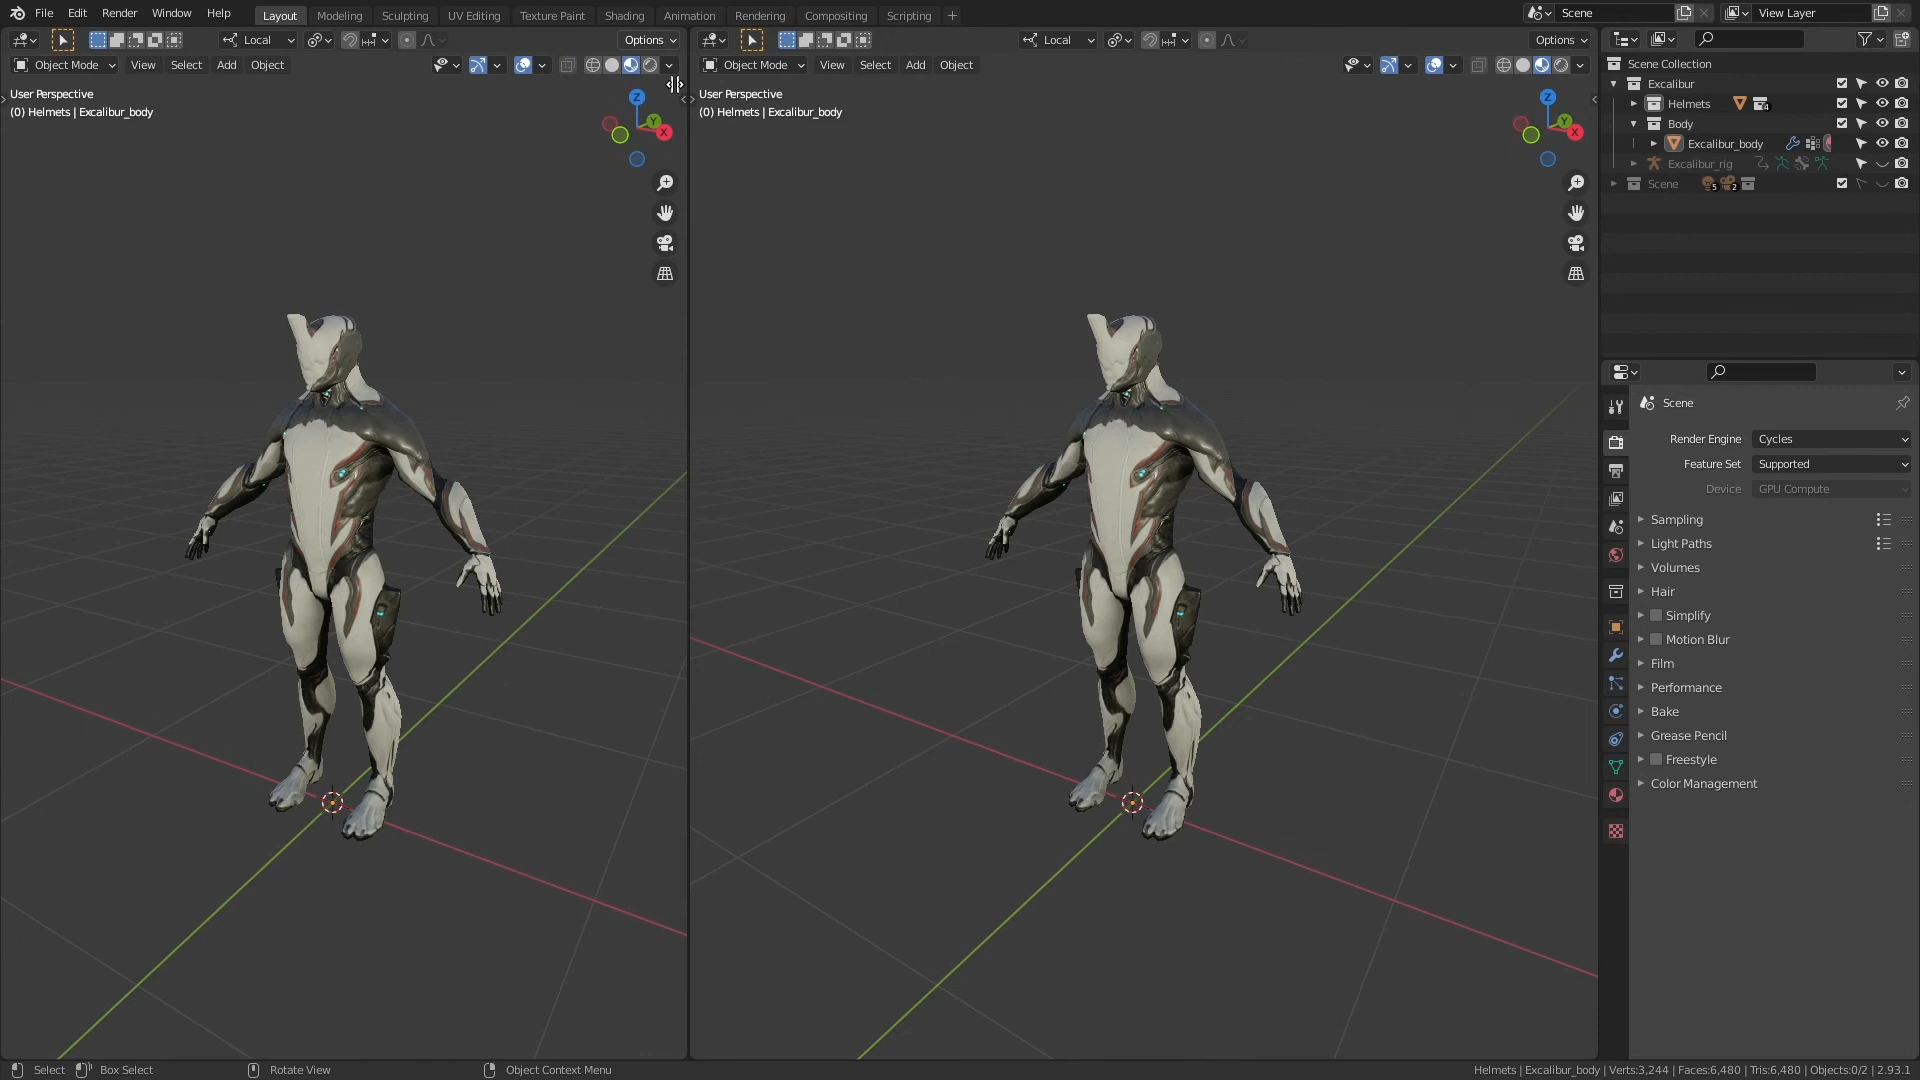 File Edit Render Window Help Layout Modeling Sculpting UV Editing Texture Paint Shading Animation Rendering Compositing Scripting + Scene View Layer
Local Options Local Options
Object Mode View Select Add Object Object Mode View Select Add Object
User Perspective
(0) Helmets | Excalibur_body
Z
Y
X
User Perspective
(0) Helmets | Excalibur_body
Z
Y
X
Scene Collection
Excalibur
Helmets 4
Body
Excalibur_body
Excalibur_rig
Scene 5 2
Scene
Render Engine Cycles
Feature Set Supported
Device GPU Compute
Sampling
Light Paths
Volumes
Hair
Simplify
Motion Blur
Film
Performance
Bake
Grease Pencil
Freestyle
Color Management
Select Box Select Rotate View Object Context Menu Helmets | Excalibur_body | Verts:3,244 | Faces:6,480 | Tris:6,480 | Objects:0/2 | 2.93.1